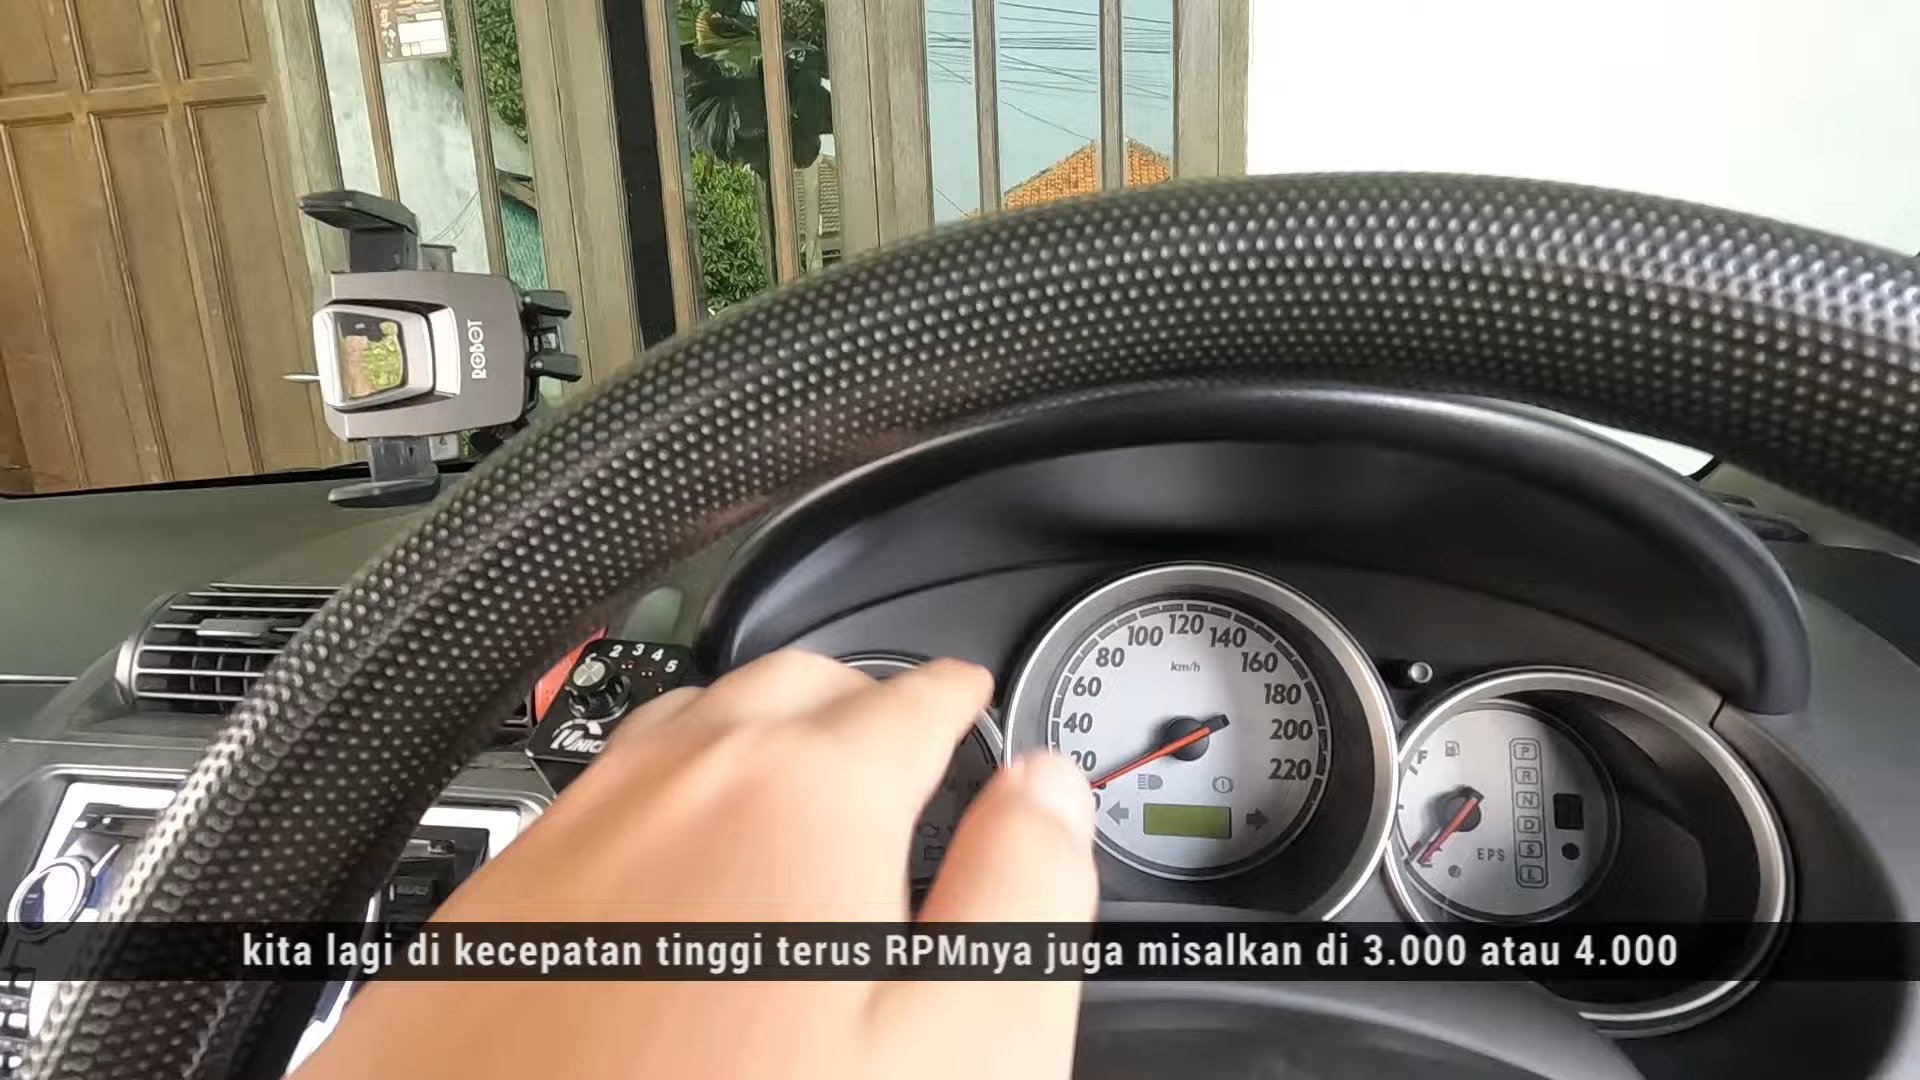 ROBOT
2 3 4 5
100 120 140
80 km/h 160
60 180
40 200
20 220
F
P
R
N
D
EPS S
L
kita lagi di kecepatan tinggi terus RPMnya juga misalkan di 3.000 atau 4.000